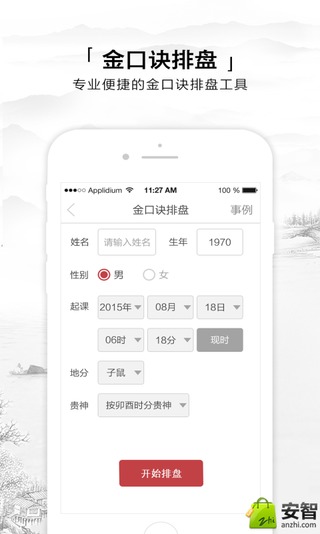 「 金口诀排盘 」
专业便捷的金口诀排盘工具
Applidium 11:27 AM 100 %
金口诀排盘 事例
姓名 请输入姓名 生年 1970
性别 男 女
起课 2015年 08月 18日
06时 18分 现时
地分 子鼠
贵神 按卯酉时分贵神
开始排盘
zhi 安智
anzhi.com